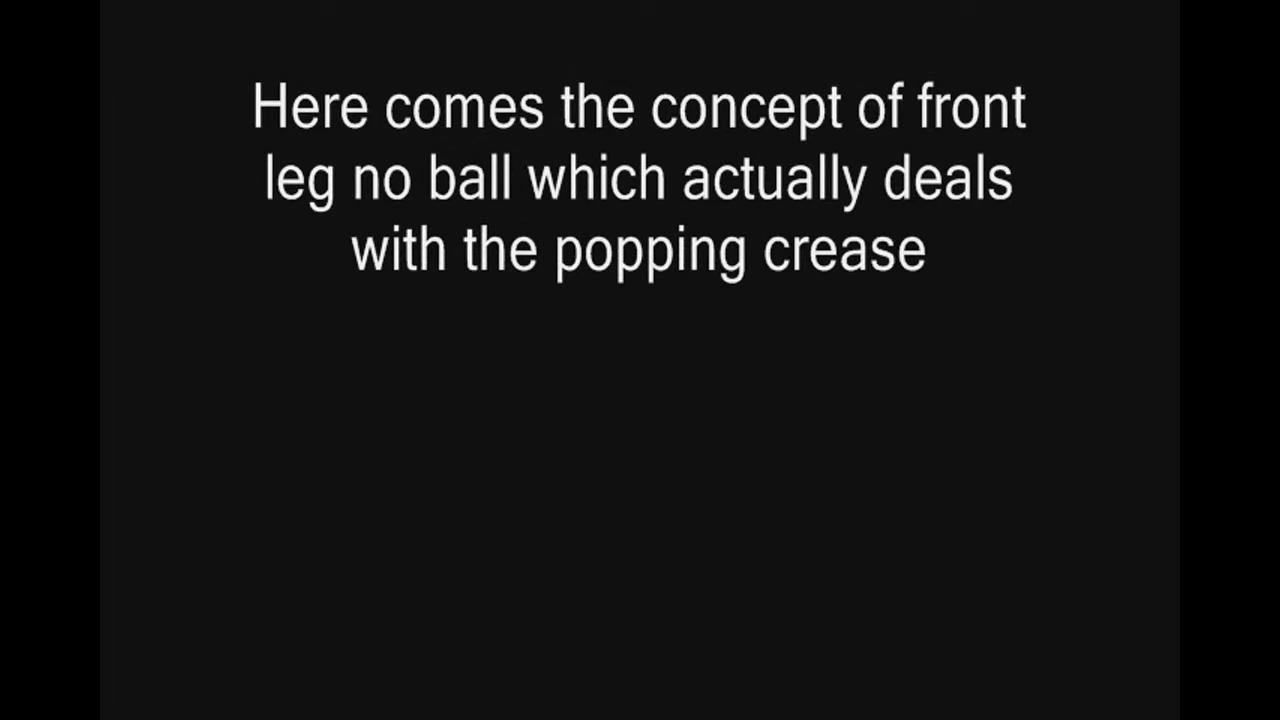 Here comes the concept of front
leg no ball which actually deals
with the popping crease